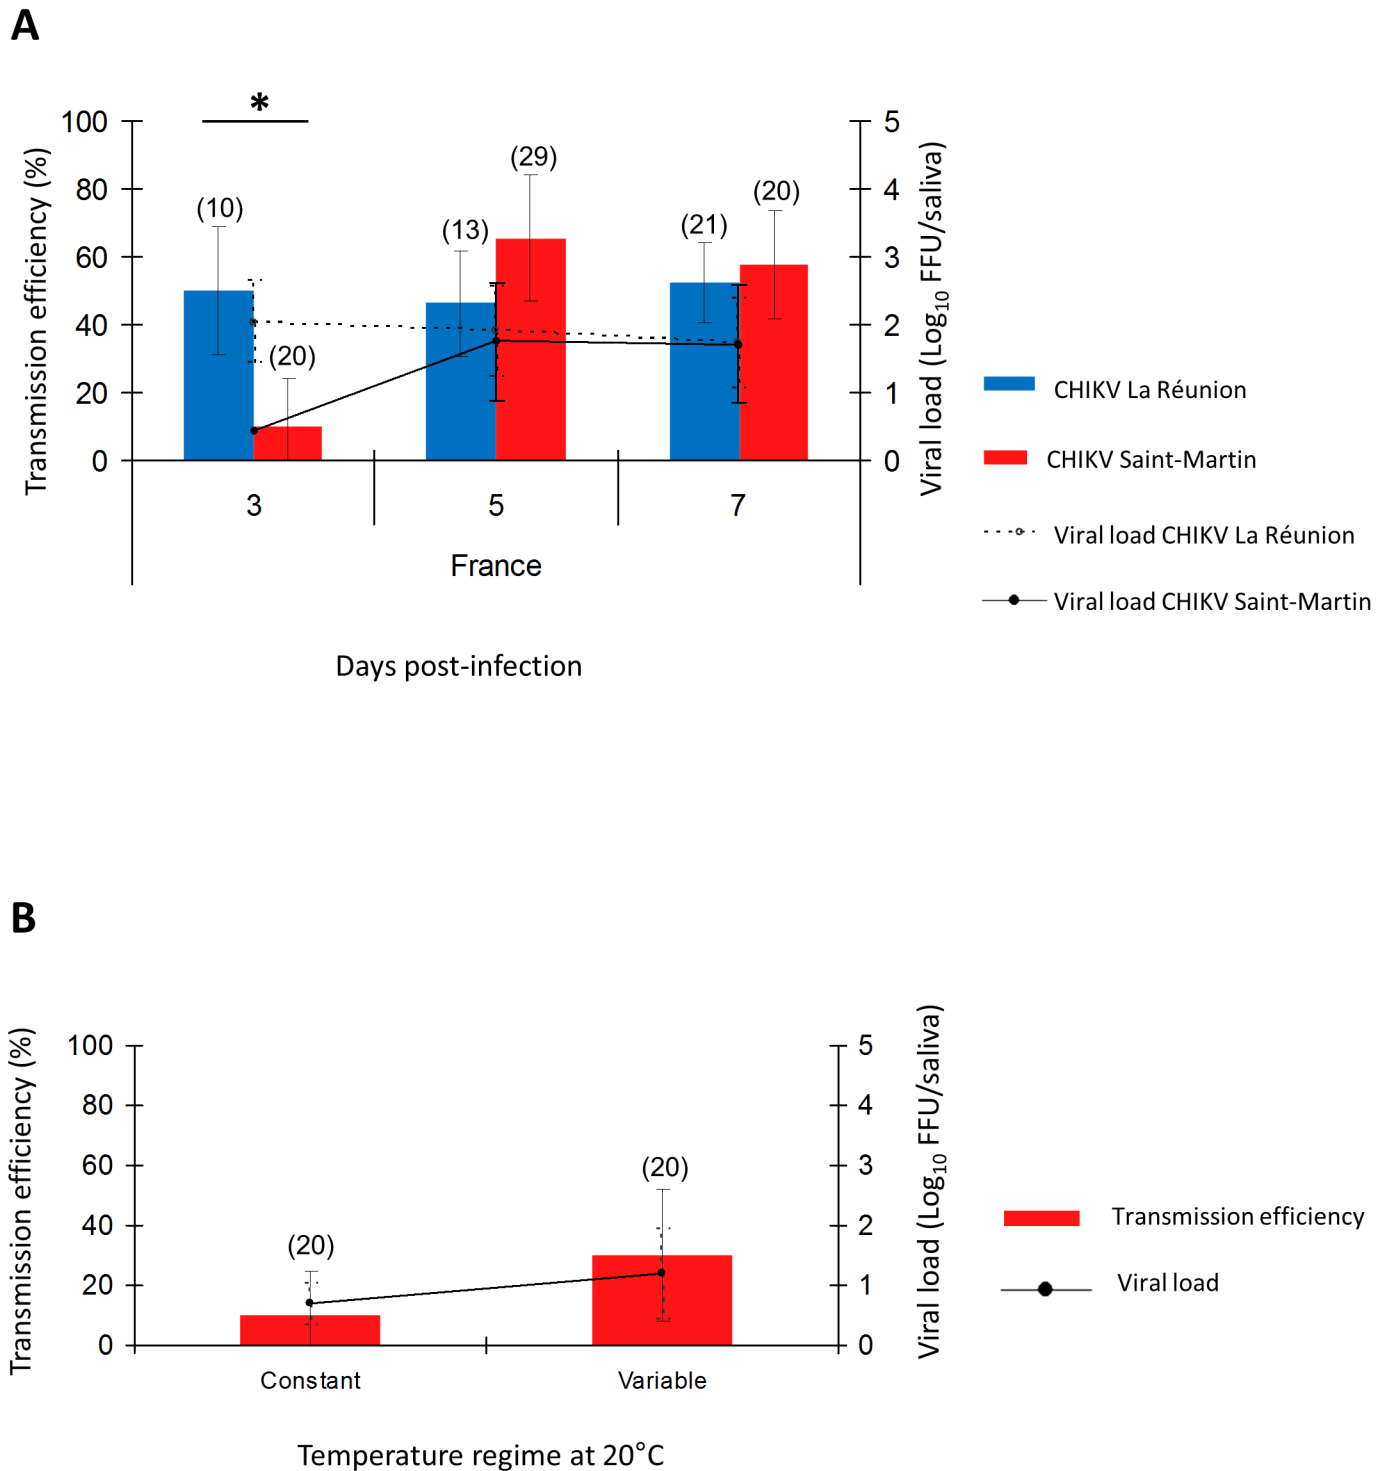 A
*
100
80
60
40
20
0
Transmission efficiency (%)
(10)
(20)
(13)
(29)
(21)
(20)
5
4
3
2
1
0
Viral load (Log10 FFU/saliva)
3
5
7
France
Days post-infection
CHIKV La Réunion
CHIKV Saint-Martin
Viral load CHIKV La Réunion
Viral load CHIKV Saint-Martin
B
100
80
60
40
20
0
Transmission efficiency (%)
(20)
(20)
5
4
3
2
1
0
Viral load (Log10 FFU/saliva)
Constant
Variable
Temperature regime at 20°C
Transmission efficiency
Viral load